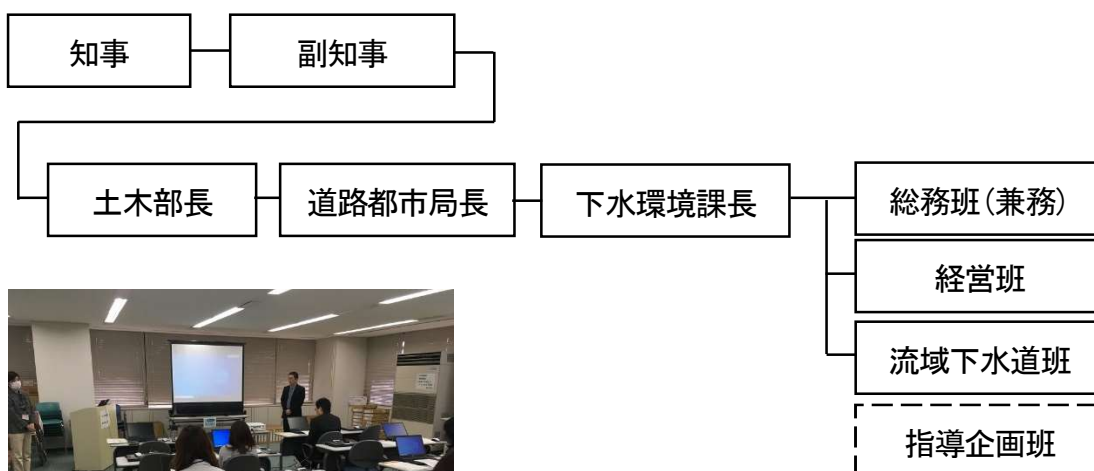 知事
副知事
土木部長
道路都市局長
下水環境課長
総務班(兼務)
経営班
流域下水道班
指導企画班